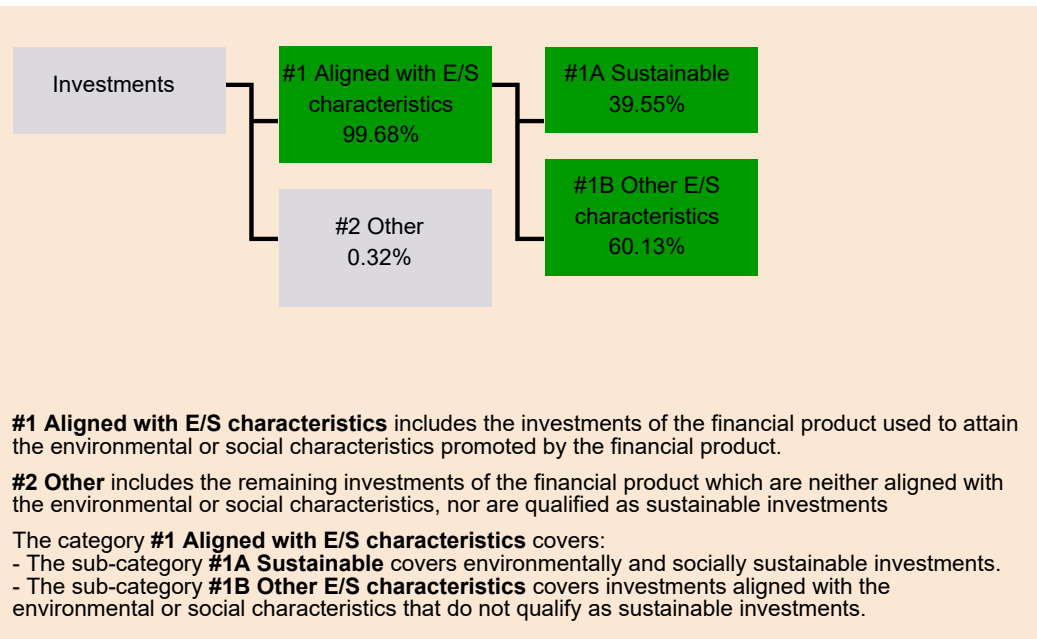 Investments
#1 Aligned with E/S
characteristics
99.68%
#1A Sustainable
39.55%
#1B Other E/S
characteristics
60.13%
#2 Other
0.32%
#1 Aligned with E/S characteristics includes the investments of the financial product used to attain
the environmental or social characteristics promoted by the financial product.
#2 Other includes the remaining investments of the financial product which are neither aligned with
the environmental or social characteristics, nor are qualified as sustainable investments
The category #1 Aligned with E/S characteristics covers:
- The sub-category #1A Sustainable covers environmentally and socially sustainable investments.
- The sub-category #1B Other E/S characteristics covers investments aligned with the
environmental or social characteristics that do not qualify as sustainable investments.